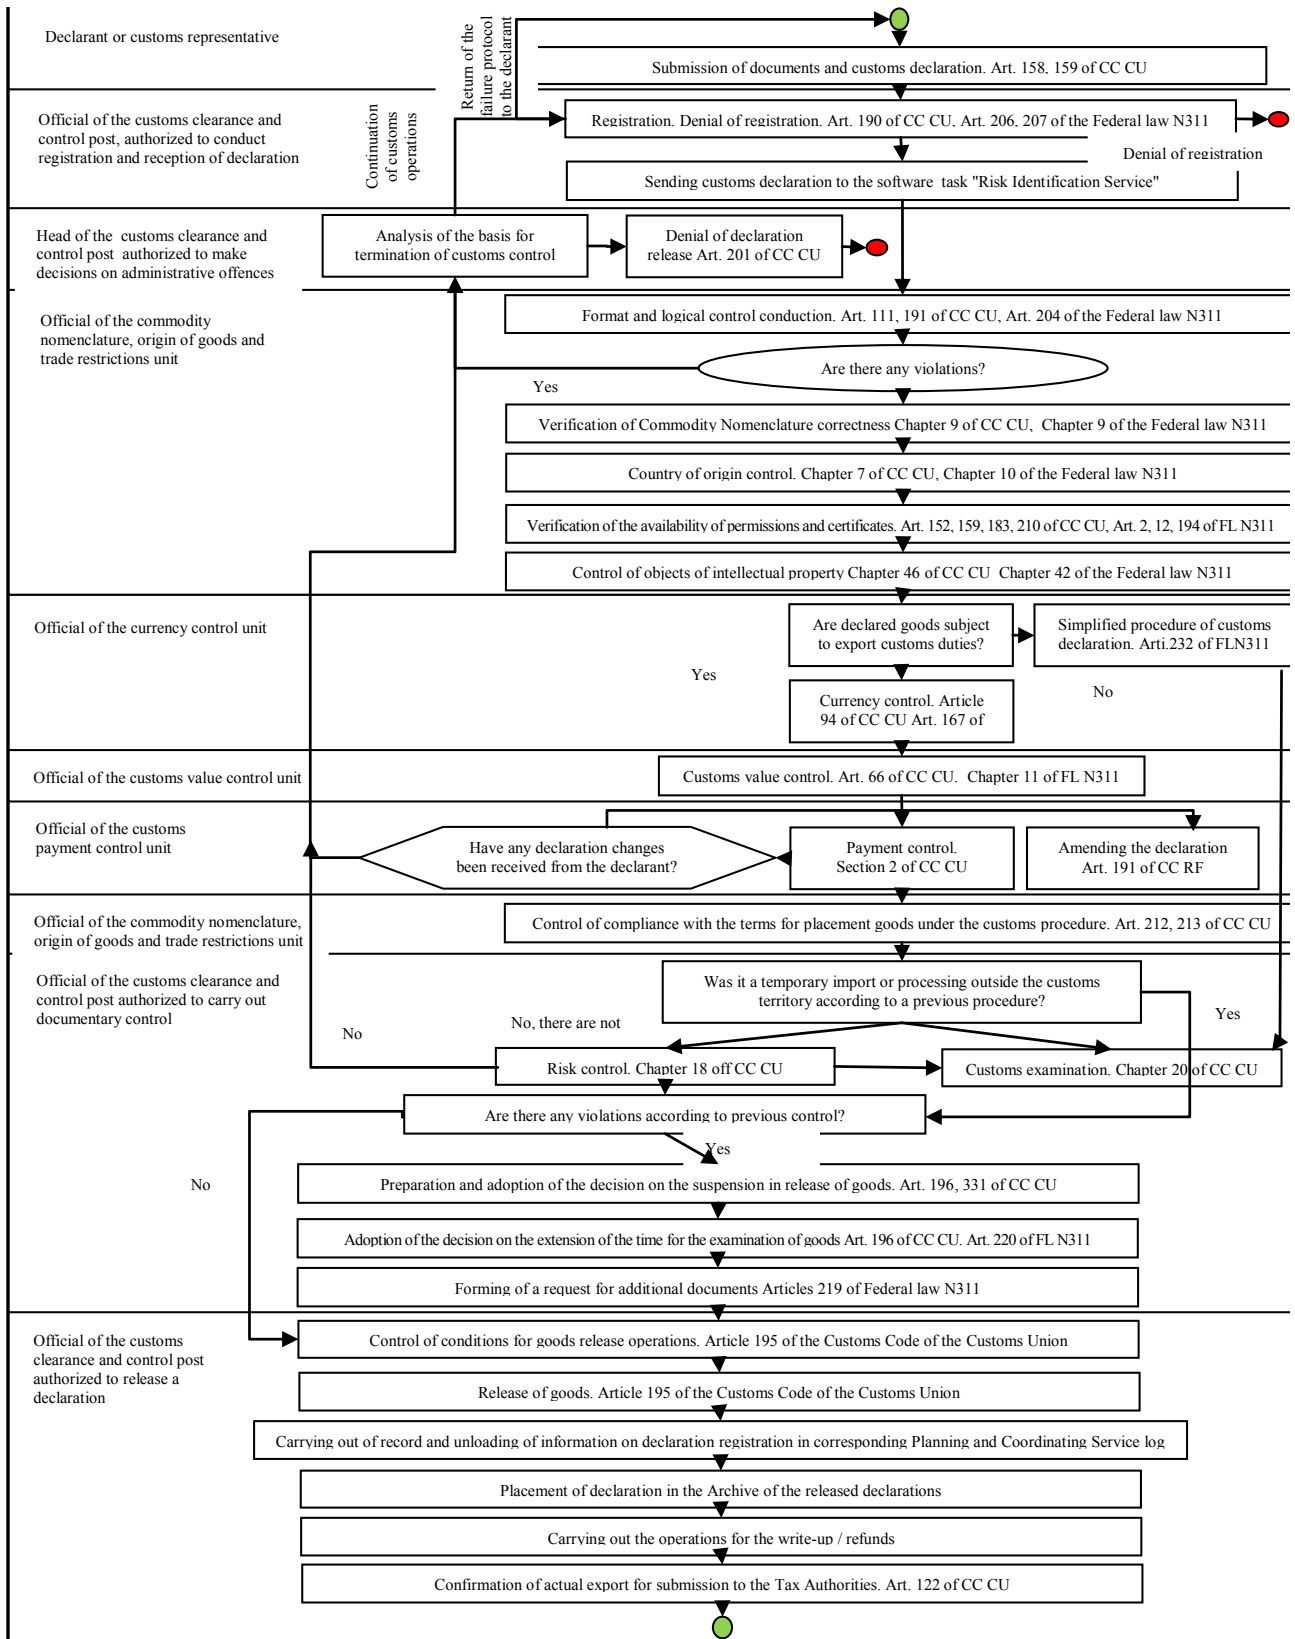 Declarant or customs representative
Return of the
failure protocol
to the declarant
Submission of documents and customs declaration. Art. 158, 159 of CC CU
Official of the customs clearance and
control post, authorized to conduct
registration and reception of declaration
Continuation
of customs
operations
Registration. Denial of registration. Art. 190 of CC CU, Art. 206, 207 of the Federal law N311
Denial of registration
Sending customs declaration to the software task "Risk Identification Service"
Head of the customs clearance and
control post authorized to make
decisions on administrative offences
Analysis of the basis for
termination of customs control
Denial of declaration
release Art. 201 of CC CU
Official of the commodity
nomenclature, origin of goods and
trade restrictions unit
Format and logical control conduction. Art. 111, 191 of CC CU, Art. 204 of the Federal law N311
Are there any violations?
Yes
Verification of Commodity Nomenclature correctness Chapter 9 of CC CU, Chapter 9 of the Federal law N311
Country of origin control. Chapter 7 of CC CU, Chapter 10 of the Federal law N311
Verification of the availability of permissions and certificates. Art. 152, 159, 183, 210 of CC CU, Art. 2, 12, 194 of FL N311
Control of objects of intellectual property Chapter 46 of CC CU Chapter 42 of the Federal law N311
Official of the currency control unit
Are declared goods subject
to export customs duties?
Simplified procedure of customs
declaration. Arti.232 of FLN311
Yes
No
Currency control. Article
94 of CC CU Art. 167 of
Official of the customs value control unit
Customs value control. Art. 66 of CC CU. Chapter 11 of FL N311
Official of the customs
payment control unit
Have any declaration changes
been received from the declarant?
Payment control.
Section 2 of CC CU
Amending the declaration
Art. 191 of CC RF
Official of the commodity nomenclature,
origin of goods and trade restrictions unit
Control of compliance with the terms for placement goods under the customs procedure. Art. 212, 213 of CC CU
Official of the customs clearance and
control post authorized to carry out
documentary control
Was it a temporary import or processing outside the customs
territory according to a previous procedure?
Yes
No, there are not
No
Risk control. Chapter 18 off CC CU
Customs examination. Chapter 20 of CC CU
Are there any violations according to previous control?
Yes
No
Preparation and adoption of the decision on the suspension in release of goods. Art. 196, 331 of CC CU
Adoption of the decision on the extension of the time for the examination of goods Art. 196 of CC CU. Art. 220 of FL N311
Forming of a request for additional documents Articles 219 of Federal law N311
Official of the customs
clearance and control post
authorized to release a
declaration
Control of conditions for goods release operations. Article 195 of the Customs Code of the Customs Union
Release of goods. Article 195 of the Customs Code of the Customs Union
Carrying out of record and unloading of information on declaration registration in corresponding Planning and Coordinating Service log
Placement of declaration in the Archive of the released declarations
Carrying out the operations for the write-up / refunds
Confirmation of actual export for submission to the Tax Authorities. Art. 122 of CC CU